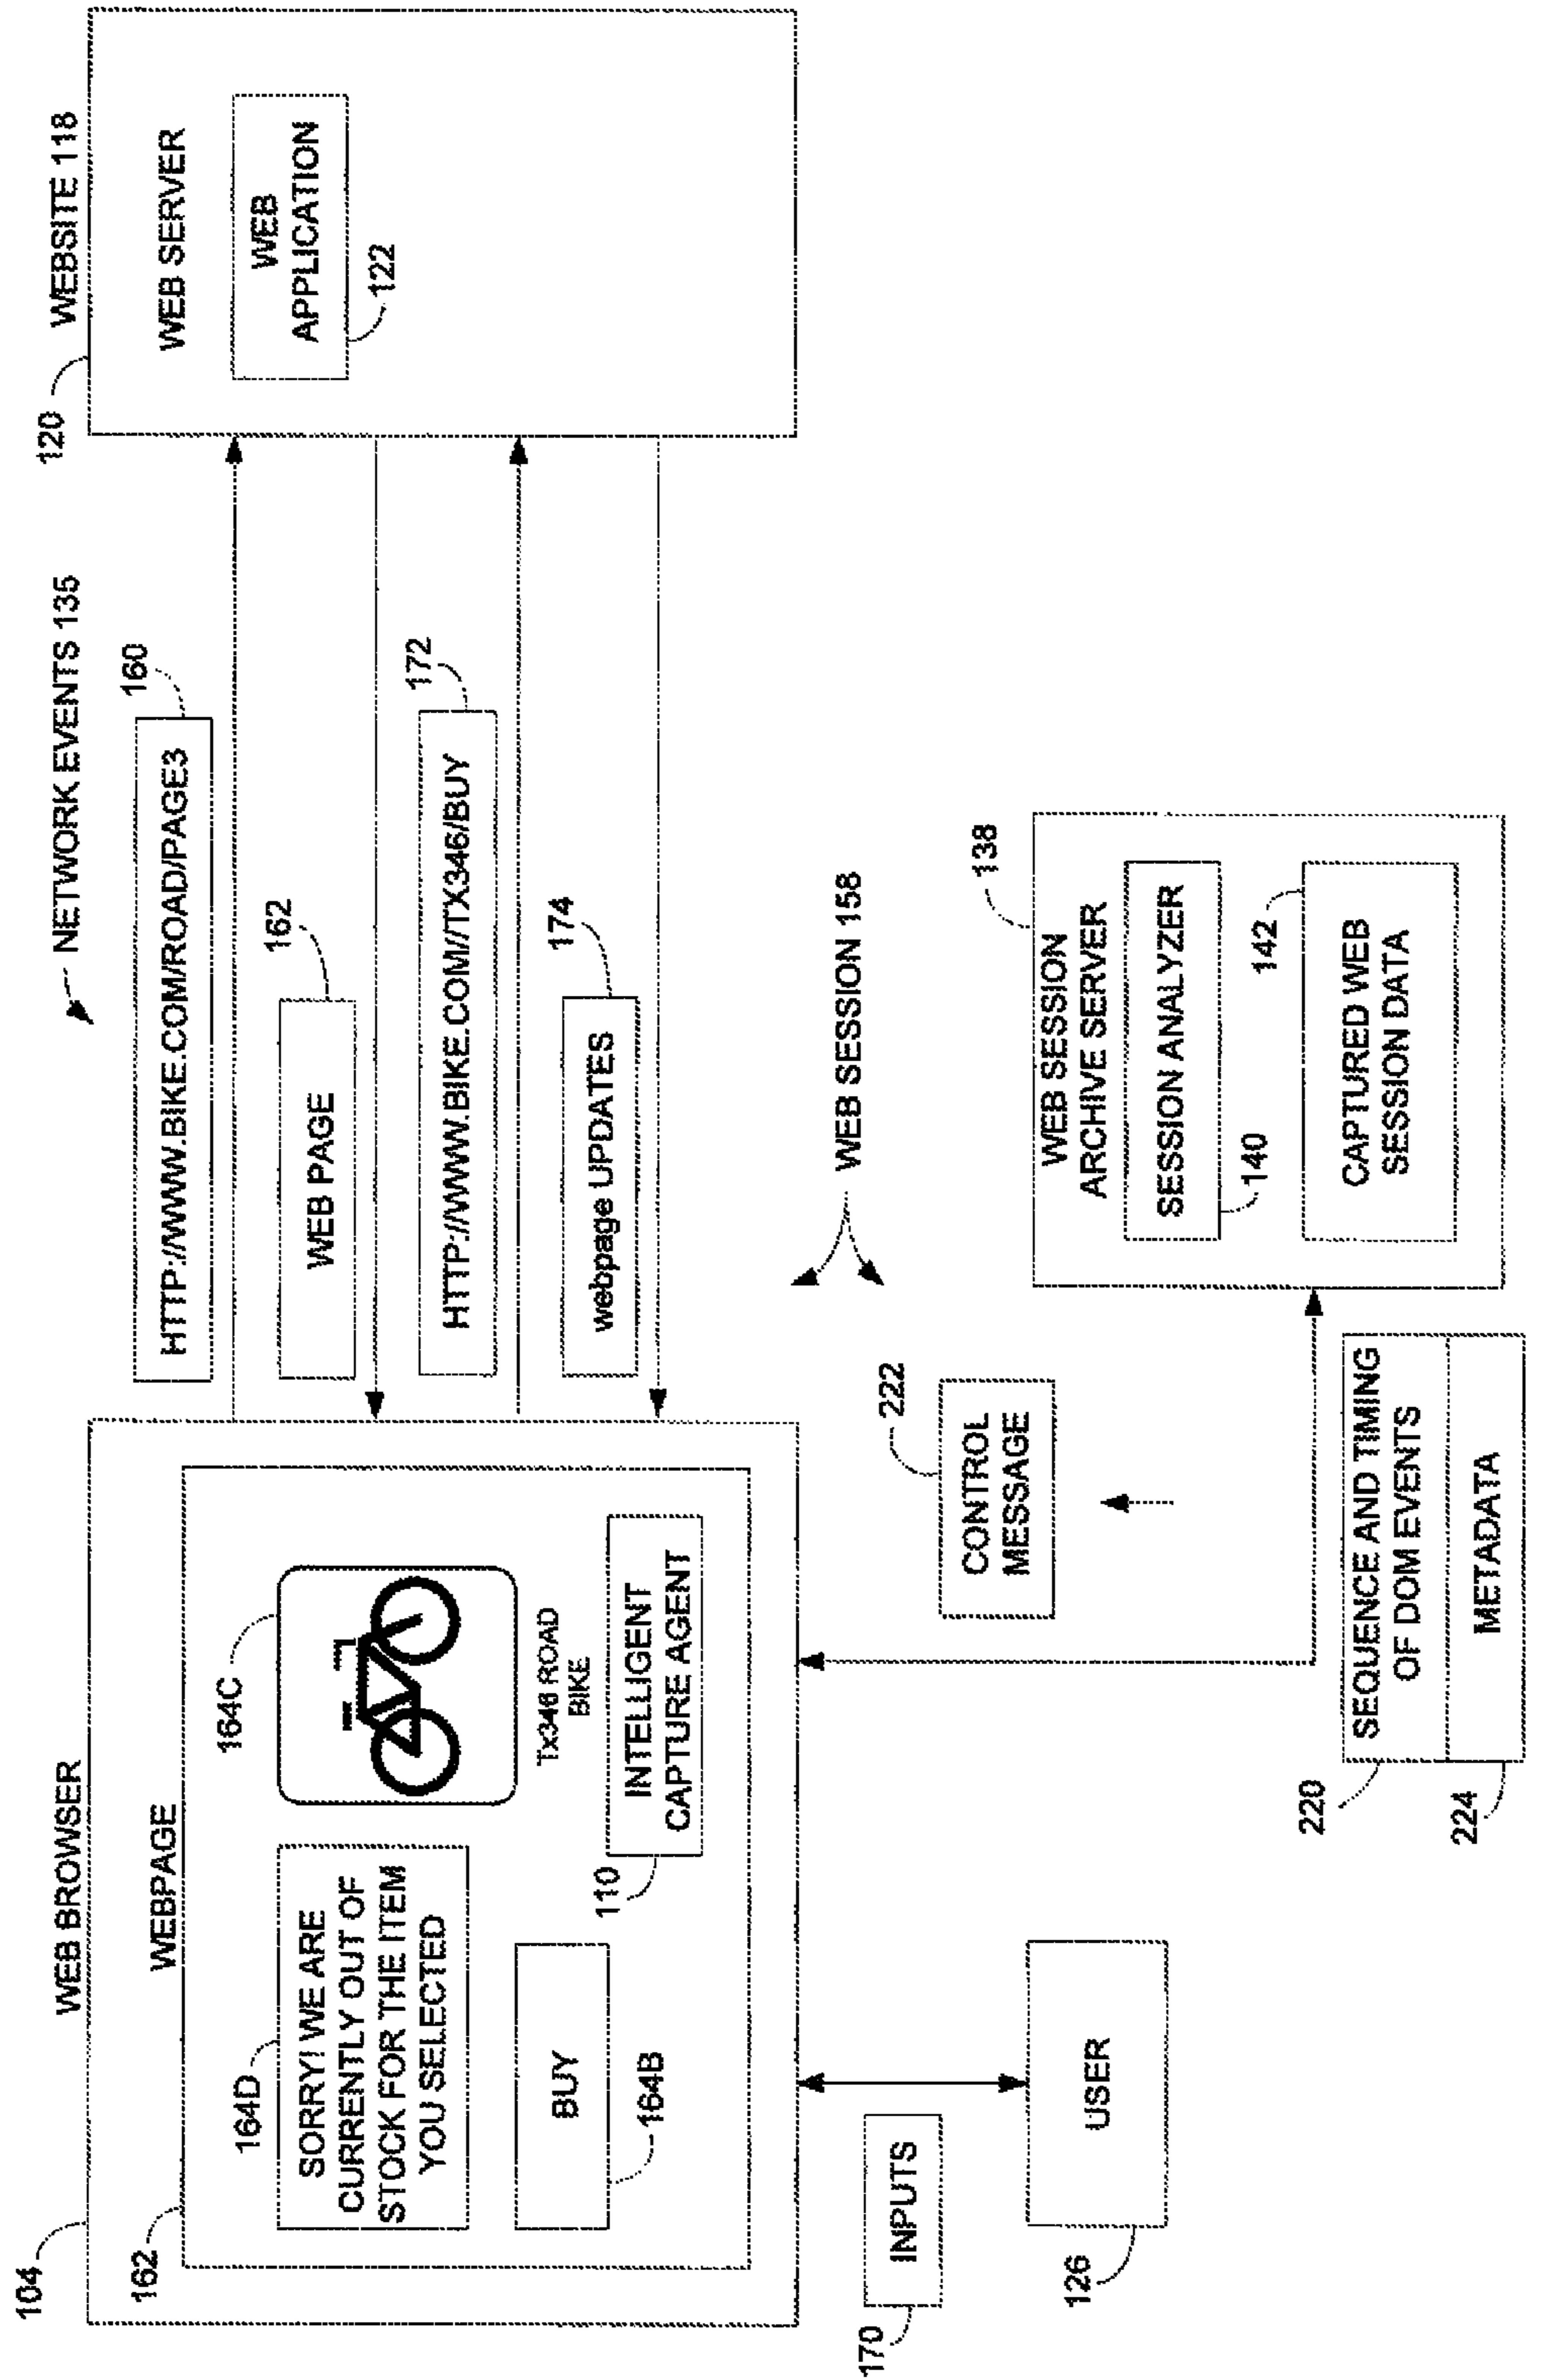 WEB BROWSER
104
WEBPAGE
162
164D
SORRY! WE ARE
CURRENTLY OUT OF
STOCK FOR THE ITEM
YOU SELECTED
164C
Tx346 ROAD
BIKE
BUY
164B
INTELLIGENT
CAPTURE AGENT
110
NETWORK EVENTS 135
HTTP://WWW.BIKE.COM/ROAD/PAGE3
160
WEB PAGE
162
HTTP://WWW.BIKE.COM//TX346/BUY
172
webpage UPDATES
174
120
WEBSITE 118
WEB SERVER
WEB
APPLICATION
122
WEB SESSION 158
170
INPUTS
USER
126
CONTROL
MESSAGE
222
SEQUENCE AND TIMING
OF DOM EVENTS
220
METADATA
224
WEB SESSION
ARCHIVE SERVER
138
SESSION ANALYZER
140
142
CAPTURED WEB
SESSION DATA